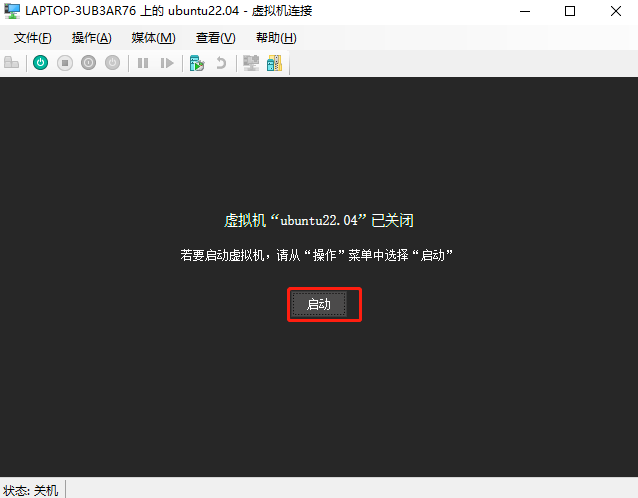 LAPTOP-3UB3AR76 上的 ubuntu22.04 - 虚拟机连接
文件(F) 操作(A) 媒体(M) 查看(V) 帮助(H)
虚拟机“ubuntu22.04”已关闭
若要启动虚拟机，请从“操作”菜单中选择“启动”
启动
状态: 关机